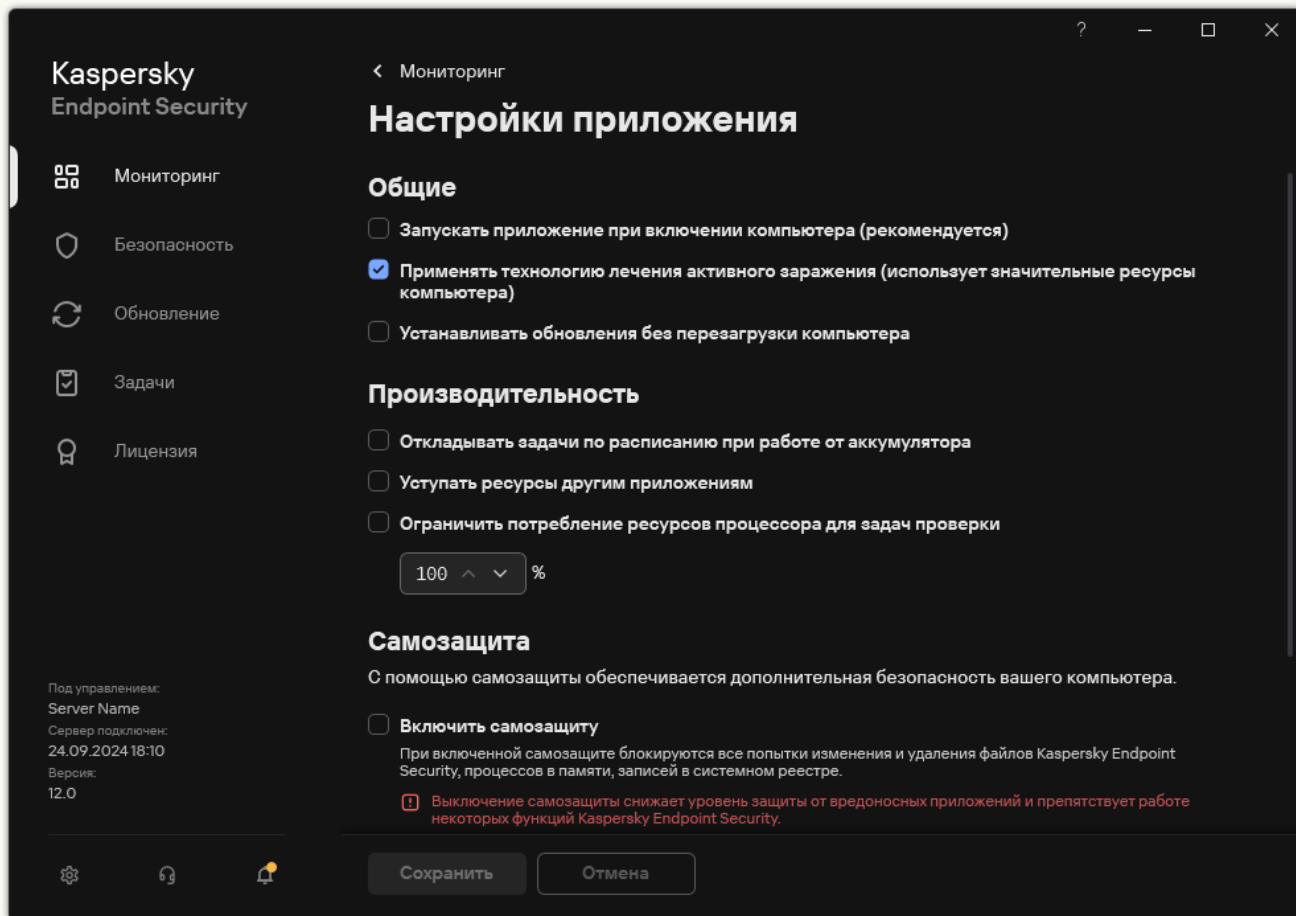 Kaspersky
Endpoint Security
Мониторинг
Безопасность
Обновление
Задачи
Лицензия
Под управлением:
Server Name
Сервер подключен:
24.09.2024 18:10
Версия:
12.0
?
Мониторинг
Настройки приложения
Общие
Запускать приложение при включении компьютера (рекомендуется)
Применять технологию лечения активного заражения (использует значительные ресурсы
компьютера)
Устанавливать обновления без перезагрузки компьютера
Производительность
Откладывать задачи по расписанию при работе от аккумулятора
Уступать ресурсы другим приложениям
Ограничить потребление ресурсов процессора для задач проверки
100 %
Самозащита
С помощью самозащиты обеспечивается дополнительная безопасность вашего компьютера.
Включить самозащиту
При включенной самозащите блокируются все попытки изменения и удаления файлов Kaspersky Endpoint
Security, процессов в памяти, записей в системном реестре.
Выключение самозащиты снижает уровень защиты от вредоносных приложений и препятствует работе
некоторых функций Kaspersky Endpoint Security.
Сохранить
Отмена